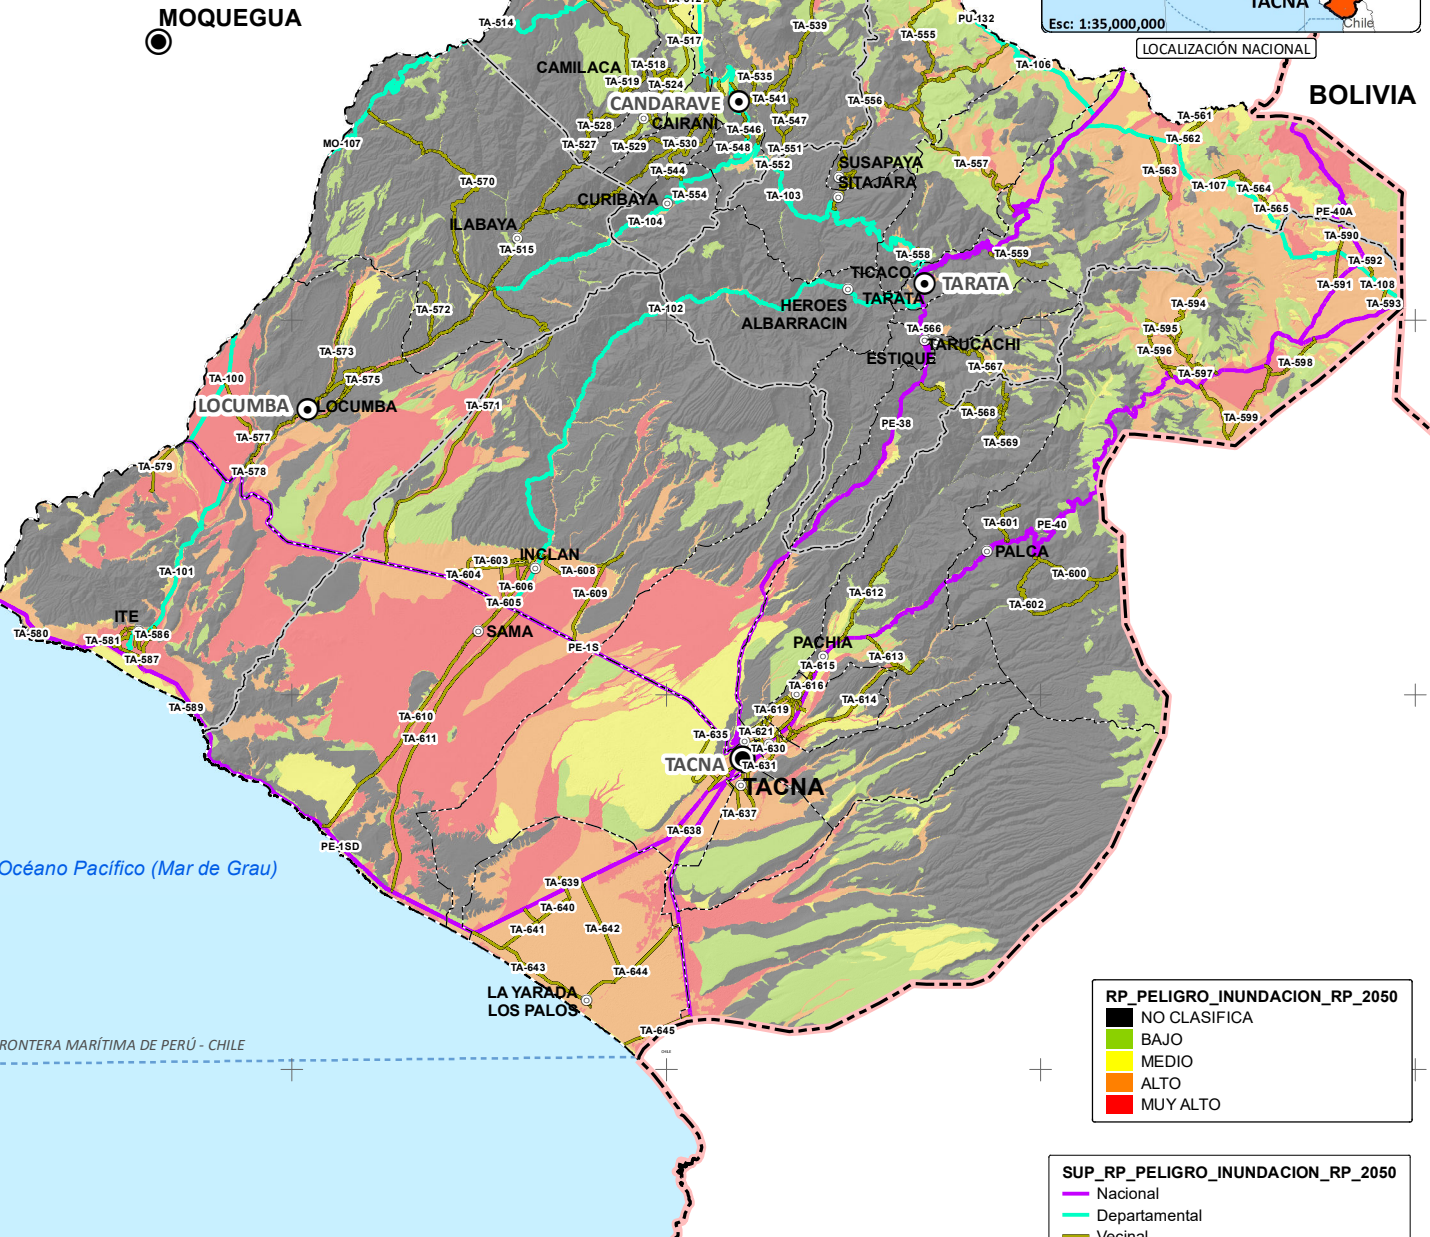 MOQUEGUA
TACNA
Chile
Esc: 1:35,000,000
LOCALIZACIÓN NACIONAL
BOLIVIA
TA-514
TA-517
TA-539
PU-132
TA-555
TA-106
CAMILACA
TA-518
TA-519
TA-524
TA-535
TA-541
CANDARAVE
CAIRANI
TA-528
TA-546
TA-547
TA-556
TA-527
TA-529
TA-530
TA-548
TA-551
TA-552
MO-107
TA-544
TA-570
CURIBAYA
TA-554
TA-103
SUSAPAYA
SITAJARA
TA-557
TA-561
TA-562
TA-563
TA-107
TA-564
TA-565
PE-40A
TA-590
TA-592
TA-591
TA-108
TA-593
ILABAYA
TA-515
TA-104
TA-558
TA-559
TICACO
TARATA
TARATA
HEROES
ALBARRACIN
TA-102
TA-572
TA-566
TARUCACHI
ESTIQUE
TA-567
TA-594
TA-595
TA-596
TA-597
TA-598
TA-599
TA-573
TA-100
TA-575
LOCUMBA
LOCUMBA
TA-571
TA-577
TA-568
PE-38
TA-569
TA-579
TA-578
TA-601
PE-40
PALCA
TA-600
TA-602
INCLAN
TA-603
TA-604
TA-606
TA-608
TA-605
TA-609
TA-101
ITE
TA-580
TA-581
TA-586
TA-587
SAMA
PE-1S
TA-612
PACHIA
TA-615
TA-613
TA-616
TA-614
TA-589
TA-610
TA-611
TA-619
TA-635
TA-621
TA-630
TACNA
TA-631
TACNA
TA-637
TA-638
PE-1SD
Océano Pacífico (Mar de Grau)
TA-639
TA-640
TA-641
TA-642
TA-643
TA-644
LA YARADA
LOS PALOS
TA-645
RONTERA MARÍTIMA DE PERÚ - CHILE
RP_PELIGRO_INUNDACION_RP_2050
NO CLASIFICA
BAJO
MEDIO
ALTO
MUY ALTO
SUP_RP_PELIGRO_INUNDACION_RP_2050
Nacional
Departamental
Vecinal